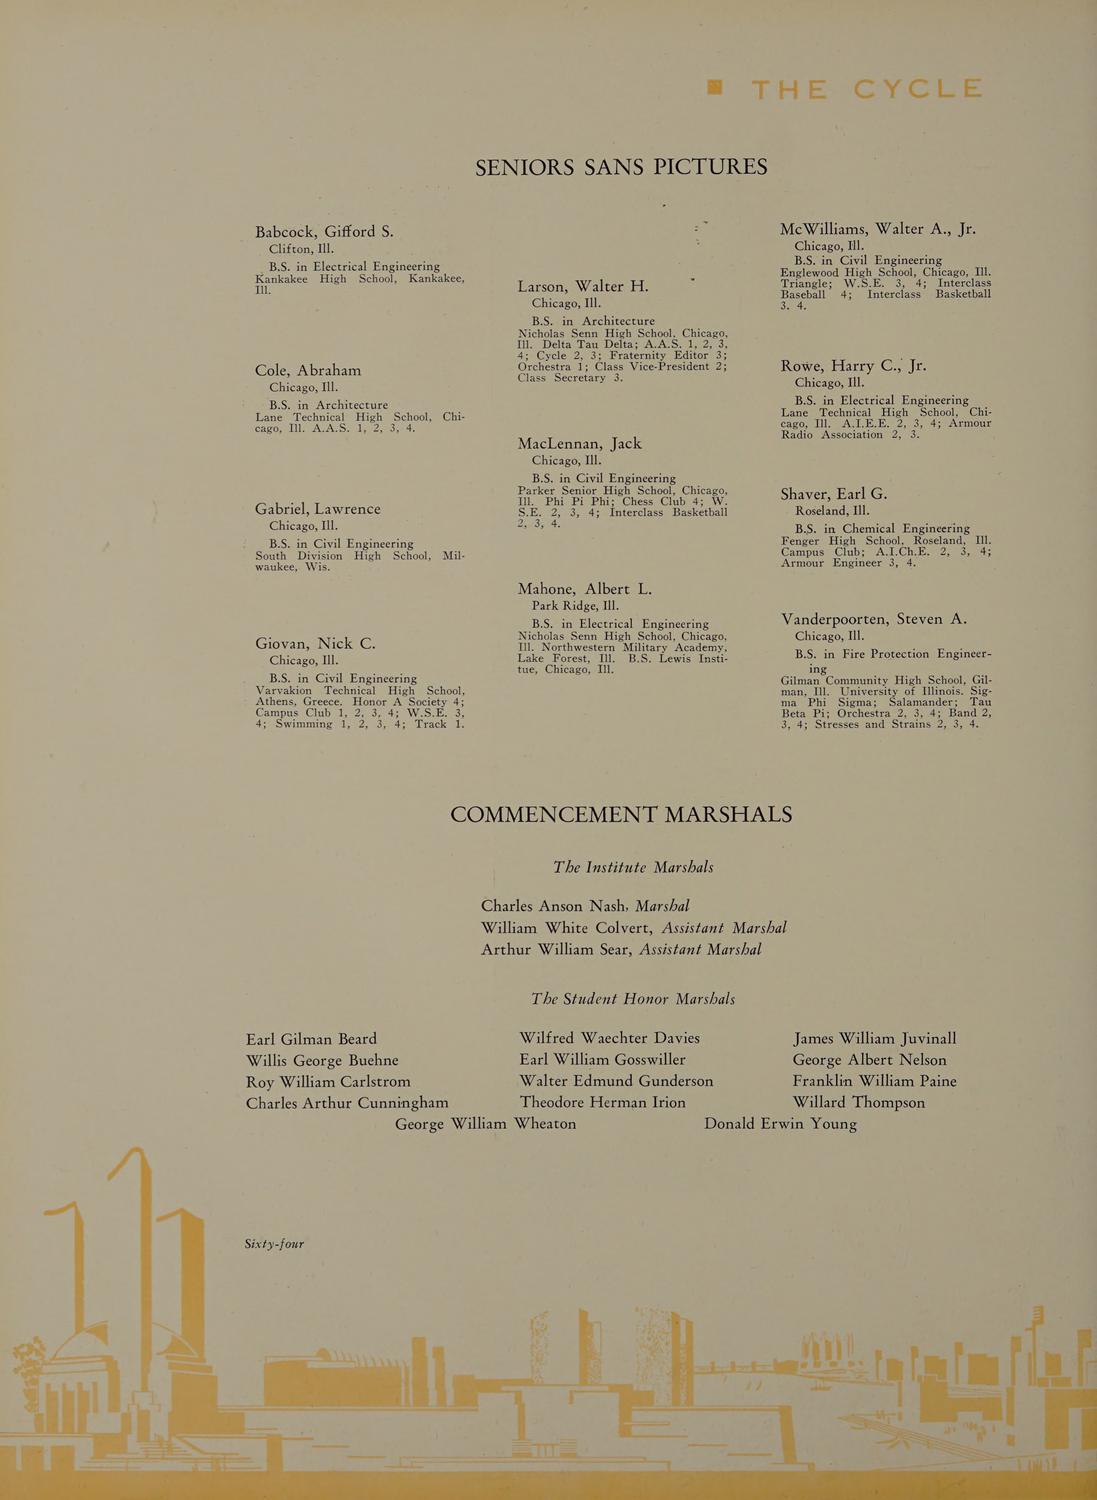 THE CYCLE
SENIORS SANS PICTURES
Babcock, Gifford S.
Clifton, Ill.
B.S. in Electrical Engineering
Kankakee High School, Kankakee,
Ill.
Cole, Abraham
Chicago, Ill.
B.S. in Architecture
Lane Technical High School, Chi-
cago, Ill. A.A.S. 1, 2, 3, 4.
Gabriel, Lawrence
Chicago, Ill.
B.S. in Civil Engineering
South Division High School, Mil-
waukee, Wis.
Giovan, Nick C.
Chicago, Ill.
B.S. in Civil Engineering
Varvakion Technical High School,
Athens, Greece. Honor A Society 4;
Campus Club 1, 2, 3, 4; W.S.E. 3,
4; Swimming 1, 2, 3, 4; Track 1.
Larson, Walter H.
Chicago, Ill.
B.S. in Architecture
Nicholas Senn High School, Chicago,
Ill. Delta Tau Delta; A.A.S. 1, 2, 3,
4; Cycle 2, 3; Fraternity Editor 3;
Orchestra 1; Class Vice-President 2;
Class Secretary 3.
MacLennan, Jack
Chicago, Ill.
B.S. in Civil Engineering
Parker Senior High School, Chicago,
Ill. Phi Pi Phi; Chess Club 4; W.
S.E. 2, 3, 4; Interclass Basketball
2, 3, 4.
Mahone, Albert L.
Park Ridge, Ill.
B.S. in Electrical Engineering
Nicholas Senn High School, Chicago,
Ill. Northwestern Military Academy,
Lake Forest, Ill. B.S. Lewis Insti-
tue, Chicago, Ill.
McWilliams, Walter A., Jr.
Chicago, Ill.
B.S. in Civil Engineering
Englewood High School, Chicago, Ill.
Triangle; W.S.E. 3, 4; Interclass
Baseball 4; Interclass Basketball
3, 4.
Rowe, Harry C., Jr.
Chicago, Ill.
B.S. in Electrical Engineering
Lane Technical High School, Chi-
cago, Ill. A.I.E.E. 2, 3, 4; Armour
Radio Association 2, 3.
Shaver, Earl G.
Roseland, Ill.
B.S. in Chemical Engineering
Fenger High School, Roseland, Ill.
Campus Club; A.I.Ch.E. 2, 3, 4;
Armour Engineer 3, 4.
Vanderpoorten, Steven A.
Chicago, Ill.
B.S. in Fire Protection Engineer-
ing
Gilman Community High School, Gil-
man, Ill. University of Illinois. Sig-
ma Phi Sigma; Salamander; Tau
Beta Pi; Orchestra 2, 3, 4; Band 2,
3, 4; Stresses and Strains 2, 3, 4.
COMMENCEMENT MARSHALS
The Institute Marshals
Charles Anson Nash, Marshal
William White Colvert, Assistant Marshal
Arthur William Sear, Assistant Marshal
The Student Honor Marshals
Earl Gilman Beard
Willis George Buehne
Roy William Carlstrom
Charles Arthur Cunningham
Wilfred Waechter Davies
Earl William Gosswiller
Walter Edmund Gunderson
Theodore Herman Irion
James William Juvinall
George Albert Nelson
Franklin William Paine
Willard Thompson
George William Wheaton
Donald Erwin Young
Sixty-four